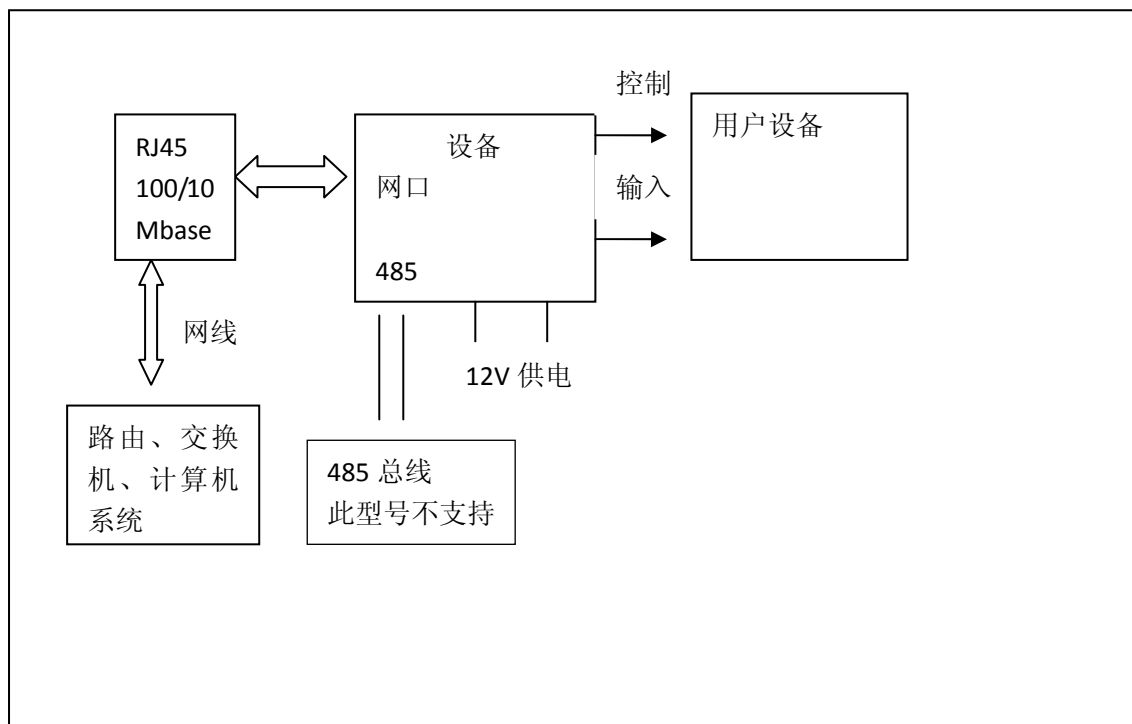 控制
用户设备
RJ45
100/10
Mbase
设备
网口
输入
485
网线
12V 供电
路由、交换
机、计算机
系统
485 总线
此型号不支持